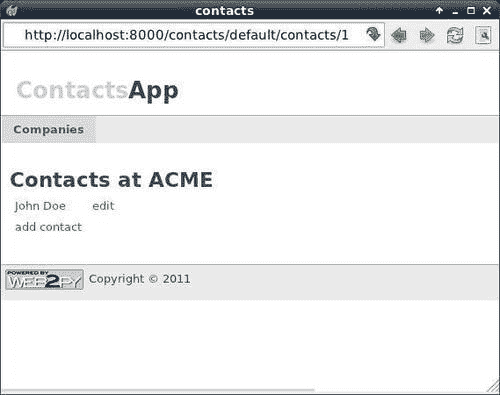 contacts
http://localhost:8000/contacts/default/contacts/1
ContactsApp
Companies
Contacts at ACME
John Doe edit
add contact
POWERED BY
WEB2PY Copyright © 2011